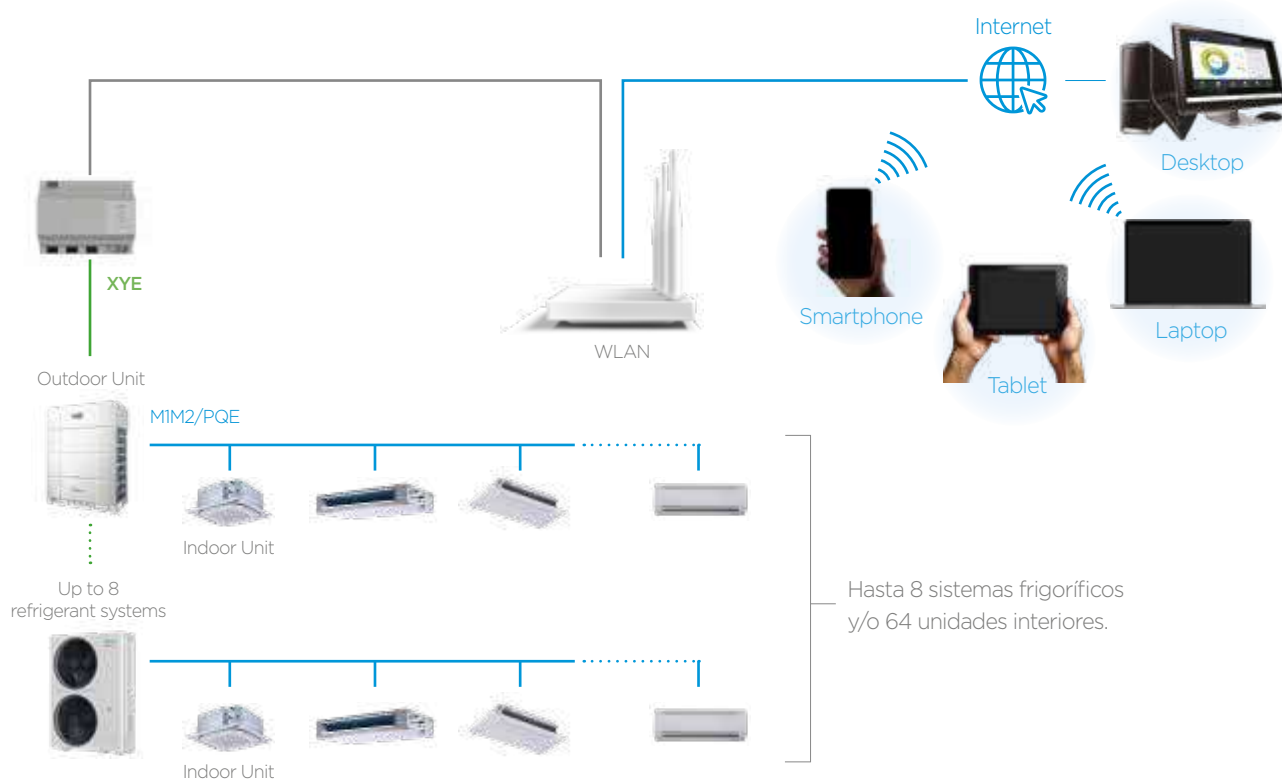 Internet
Desktop
XYE
Smartphone
Tablet
Laptop
WLAN
Outdoor Unit
M1M2/PQE
Indoor Unit
Up to 8
refrigerant systems
Hasta 8 sistemas frigoríficos
y/o 64 unidades interiores.
Indoor Unit